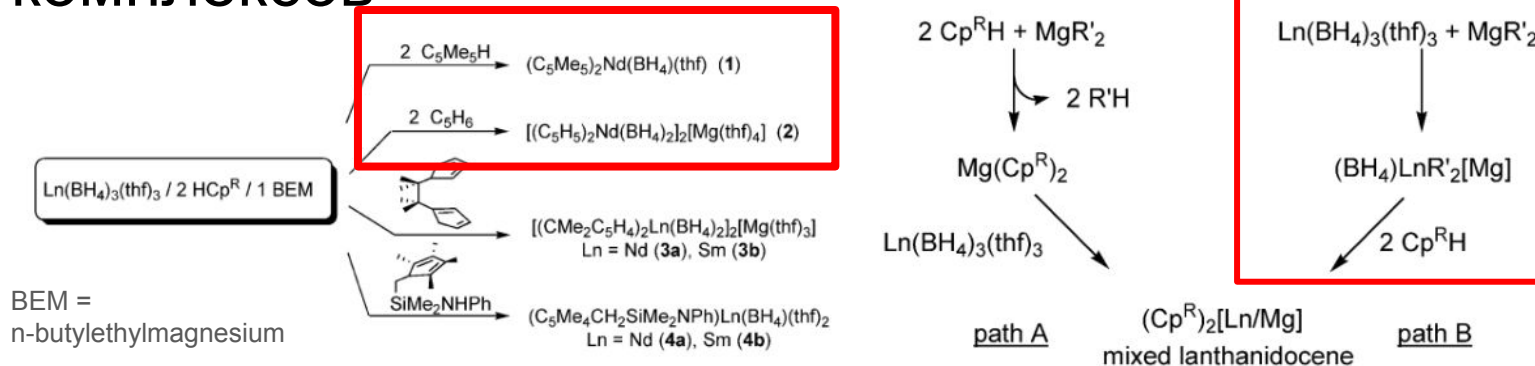 комплексов
2 C₅Me₅H
(C₅Me₅)₂Nd(BH₄)(thf) (1)
2 C₅H₆
[(C₅H₅)₂Nd(BH₄)₂]₂[Mg(thf)₄] (2)
Ln(BH₄)₃(thf)₃ / 2 HCpᴿ / 1 BEM
[(CMe₂C₅H₄)₂Ln(BH₄)₂]₂[Mg(thf)₃]
Ln = Nd (3a), Sm (3b)
SiMe₂NHPh
(C₅Me₄CH₂SiMe₂NPh)Ln(BH₄)(thf)₂
Ln = Nd (4a), Sm (4b)
BEM =
n-butylethylmagnesium
2 CpᴿH + MgR'₂
2 R'H
Mg(Cpᴿ)₂
Ln(BH₄)₃(thf)₃
path A
Ln(BH₄)₃(thf)₃ + MgR'₂
(BH₄)LnR'₂[Mg]
2 CpᴿH
(Cpᴿ)₂[Ln/Mg]
mixed lanthanidocene
path B